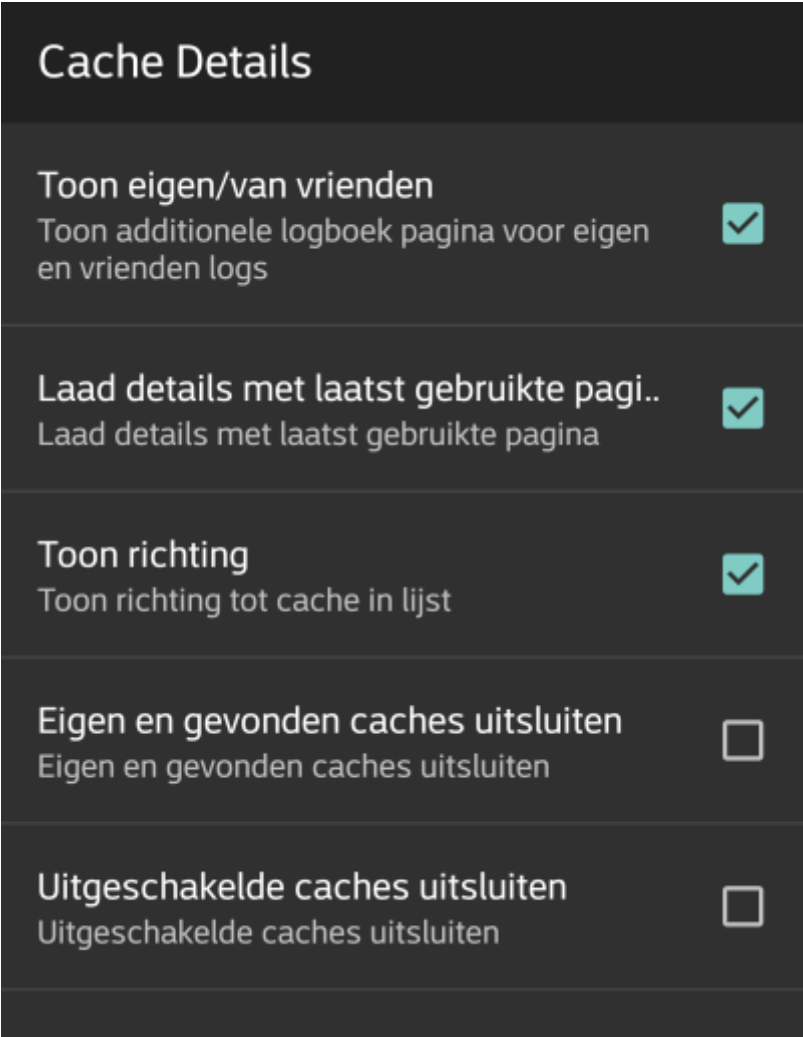 Cache Details
Toon eigen/van vrienden
Toon additionele logboek pagina voor eigen
en vrienden logs
Laad details met laatst gebruikte pagi..
Laad details met laatst gebruikte pagina
Toon richting
Toon richting tot cache in lijst
Eigen en gevonden caches uitsluiten
Eigen en gevonden caches uitsluiten
Uitgeschakelde caches uitsluiten
Uitgeschakelde caches uitsluiten